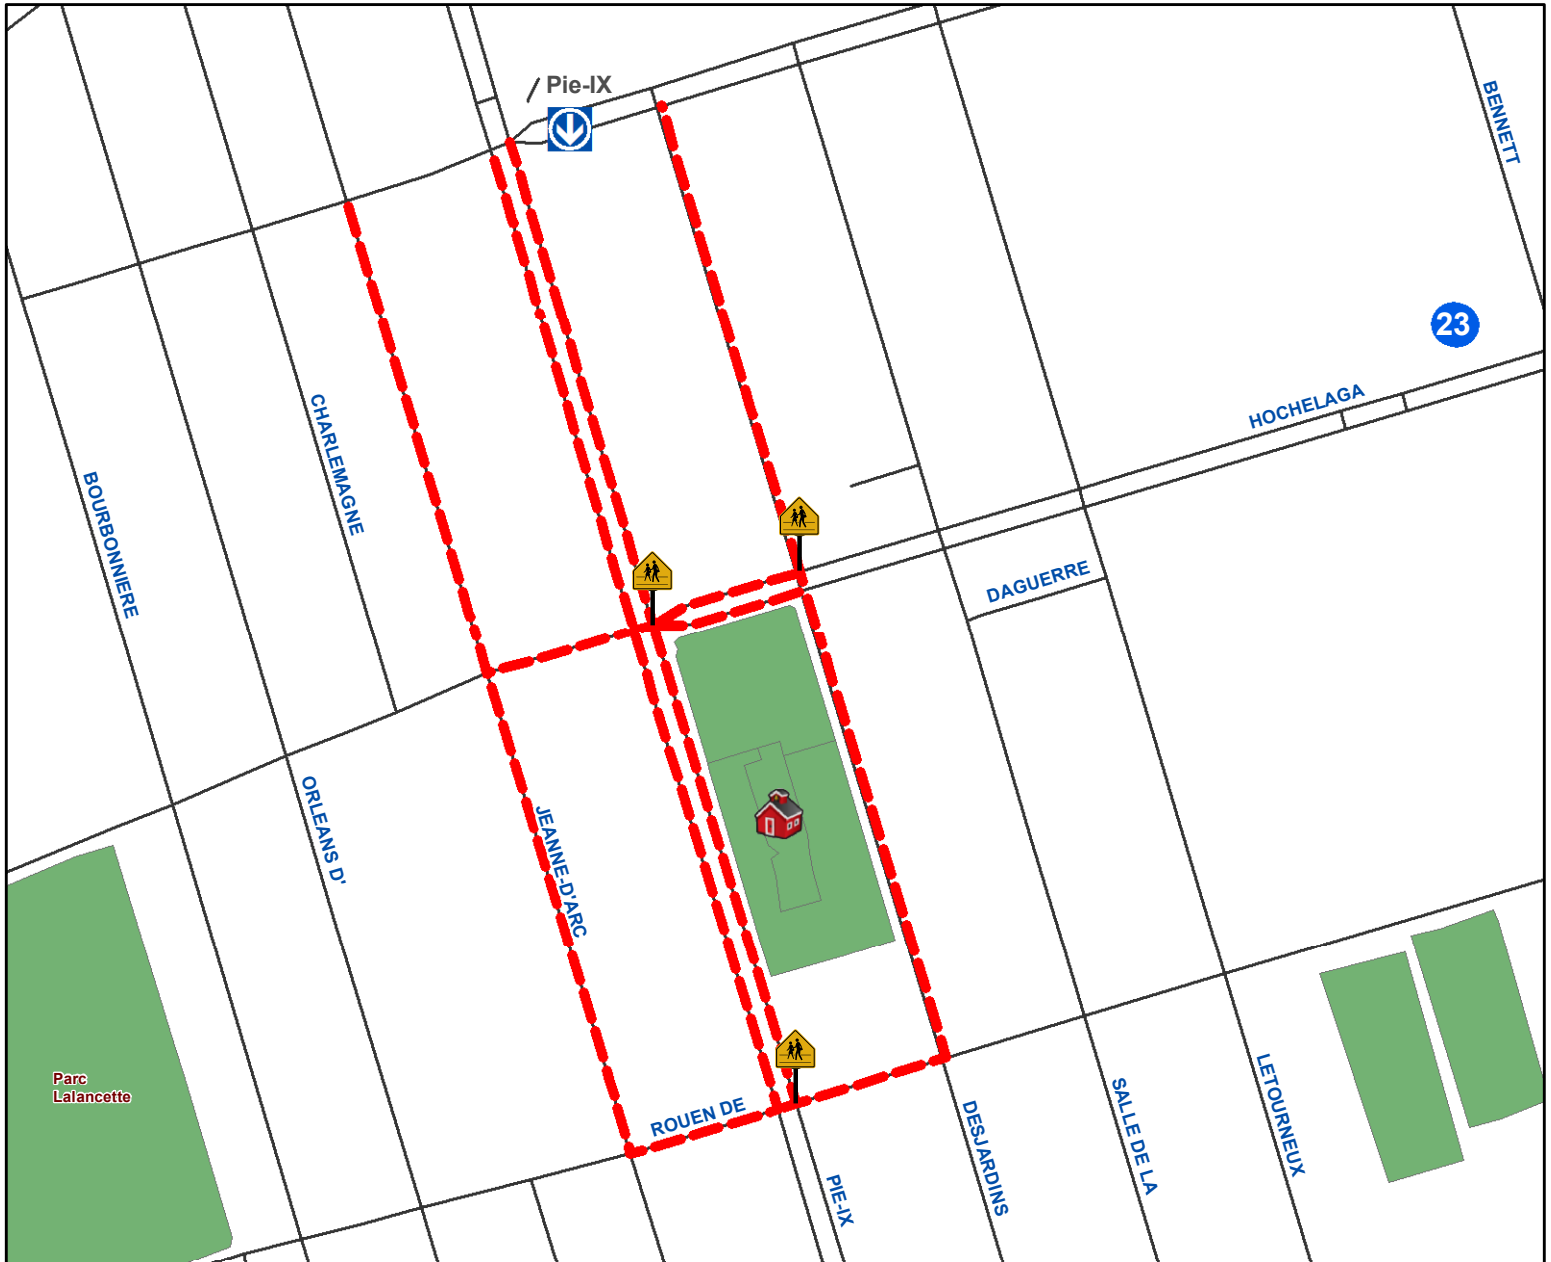 Pie-IX
BENNETT
23
HOCHELAGA
CHARLEMAGNE
BOURBONNIERE
DAGUERRE
ORLEANS D'
JEANNE-D'ARC
Parc
Lalancette
ROUEN DE
PIE-IX
DESJARDINS
SALLE DE LA
LETOURNEUX